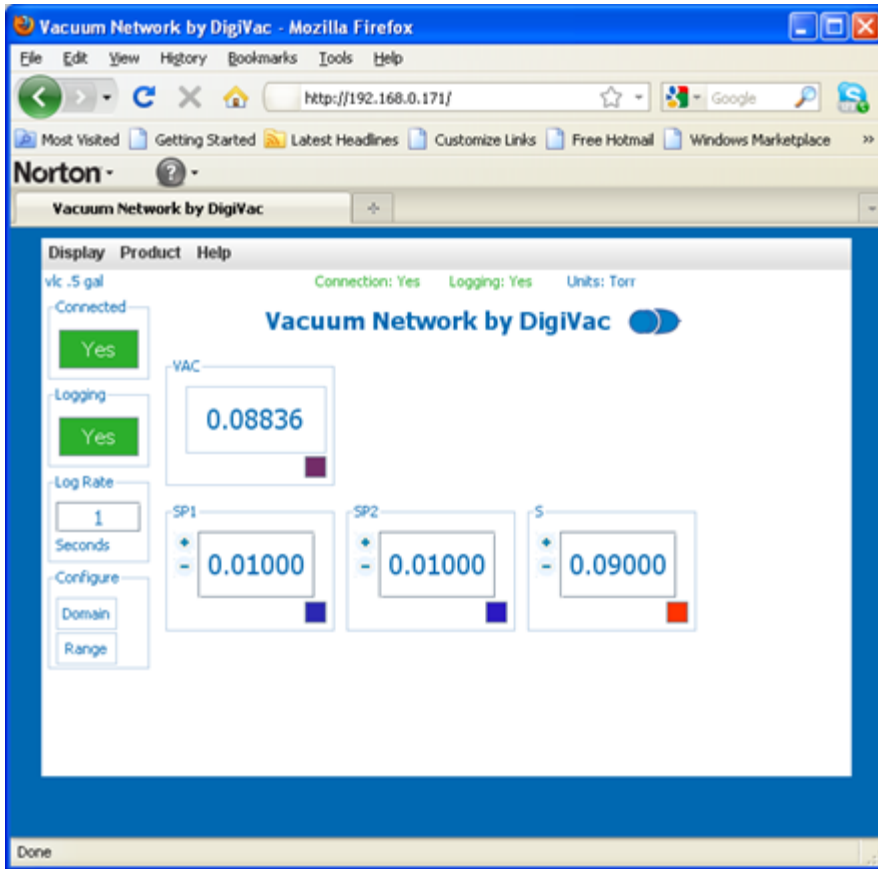 Vacuum Network by DigiVac - Mozilla Firefox
File Edit View History Bookmarks Tools Help
http://192.168.0.171/ Google
Most Visited Getting Started Latest Headlines Customize Links Free Hotmail Windows Marketplace »
Norton ?
Vacuum Network by DigiVac
Display Product Help
vlc .5 gal Connection: Yes Logging: Yes Units: Torr
Vacuum Network by DigiVac
Connected
Yes
VAC
0.08836
Logging
Yes
Log Rate
1
Seconds
SP1 SP2 S
+ + +
- 0.01000 - 0.01000 - 0.09000
Configure
Domain
Range
Done